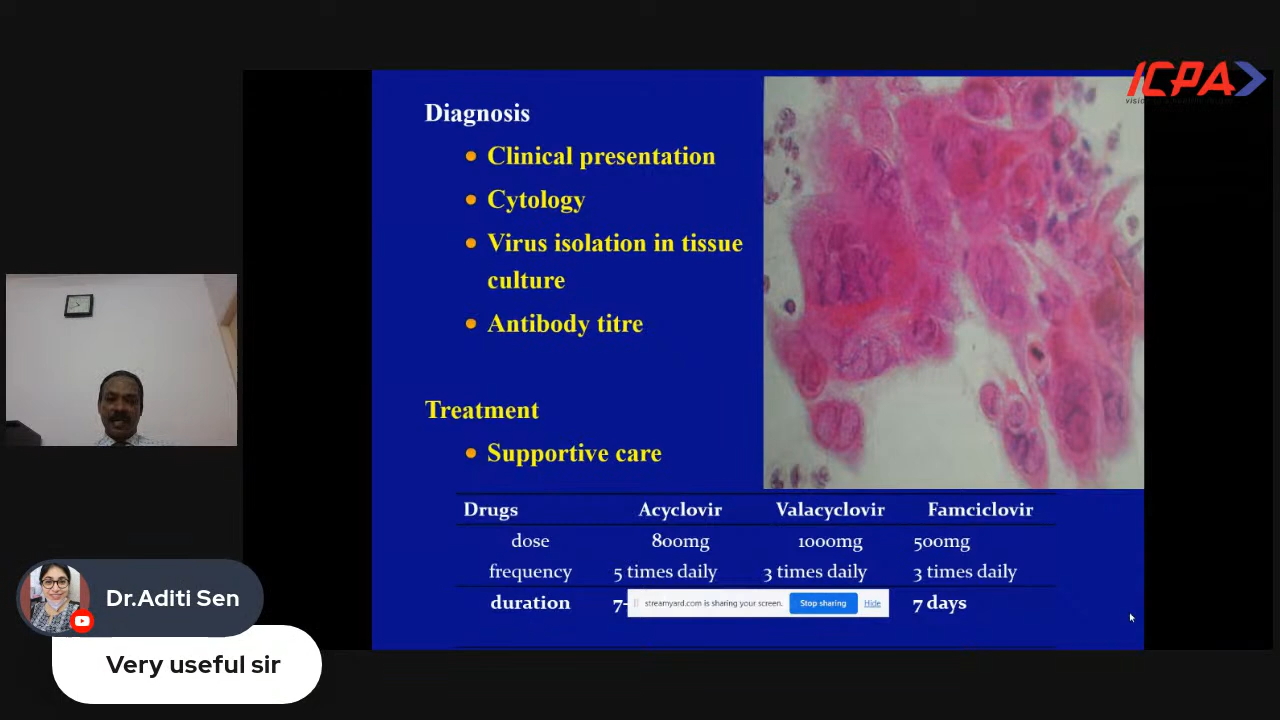 ICPA
Diagnosis
Clinical presentation
Cytology
Virus isolation in tissue
culture
Antibody titre
Treatment
Supportive care
Drugs Acyclovir Valacyclovir Famciclovir
dose 800mg 1000mg 500mg
frequency 5 times daily 3 times daily 3 times daily
duration 7- 7 days
streamyard.com is sharing your screen. Stop sharing Hide
Dr.Aditi Sen
Very useful sir